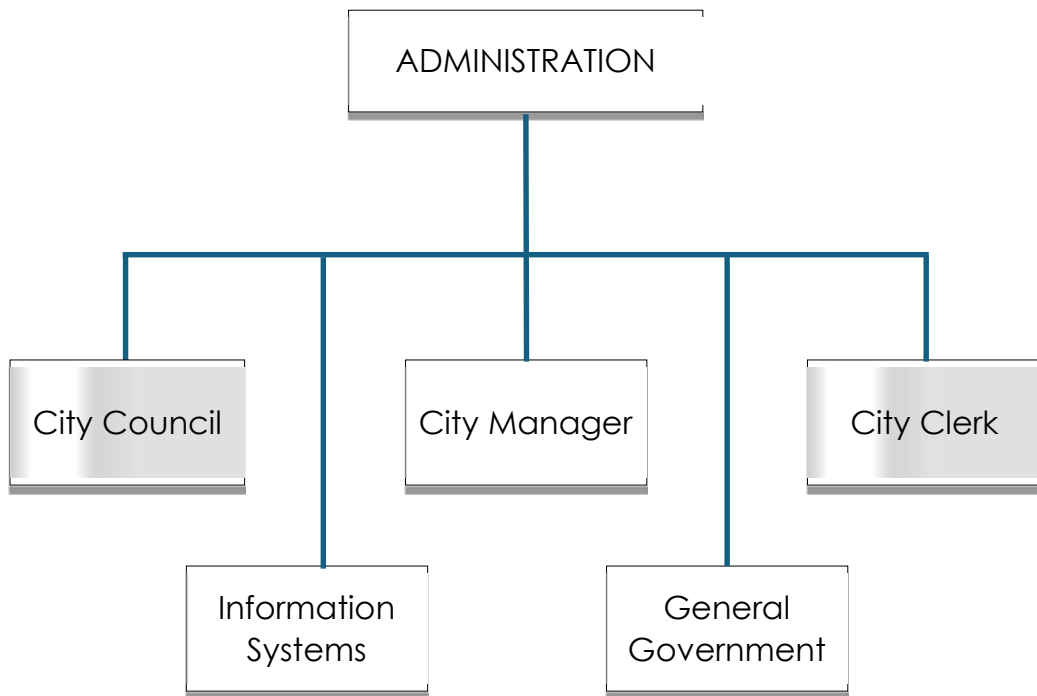 ADMINISTRATION
City Council
City Manager
City Clerk
Information
Systems
General
Government